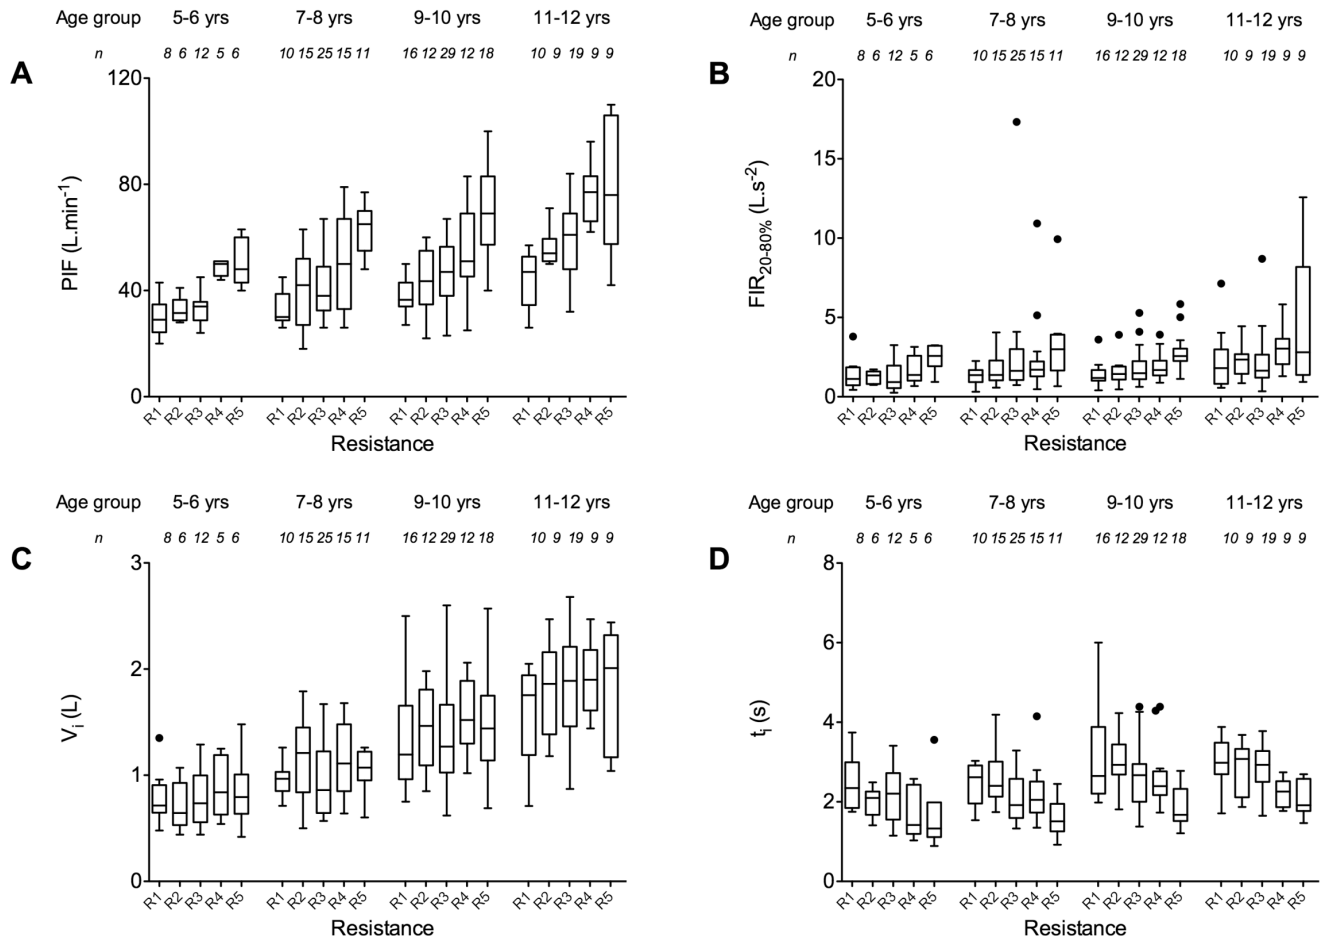 Age group 5-6 yrs 7-8 yrs 9-10 yrs 11-12 yrs
n 8 6 12 5 6 10 15 25 15 11 16 12 29 12 18 10 9 19 9 9
A
120
80
40
0
PIF (L.min-1)
R1 R2 R3 R4 R5 R1 R2 R3 R4 R5 R1 R2 R3 R4 R5 R1 R2 R3 R4 R5
Resistance
Age group 5-6 yrs 7-8 yrs 9-10 yrs 11-12 yrs
n 8 6 12 5 6 10 15 25 15 11 16 12 29 12 18 10 9 19 9 9
B
20
15
10
5
0
FIR20-80% (L.s-2)
R1 R2 R3 R4 R5 R1 R2 R3 R4 R5 R1 R2 R3 R4 R5 R1 R2 R3 R4 R5
Resistance
Age group 5-6 yrs 7-8 yrs 9-10 yrs 11-12 yrs
n 8 6 12 5 6 10 15 25 15 11 16 12 29 12 18 10 9 19 9 9
C
3
2
1
0
Vi (L)
R1 R2 R3 R4 R5 R1 R2 R3 R4 R5 R1 R2 R3 R4 R5 R1 R2 R3 R4 R5
Resistance
Age group 5-6 yrs 7-8 yrs 9-10 yrs 11-12 yrs
n 8 6 12 5 6 10 15 25 15 11 16 12 29 12 18 10 9 19 9 9
D
8
6
4
2
0
ti (s)
R1 R2 R3 R4 R5 R1 R2 R3 R4 R5 R1 R2 R3 R4 R5 R1 R2 R3 R4 R5
Resistance